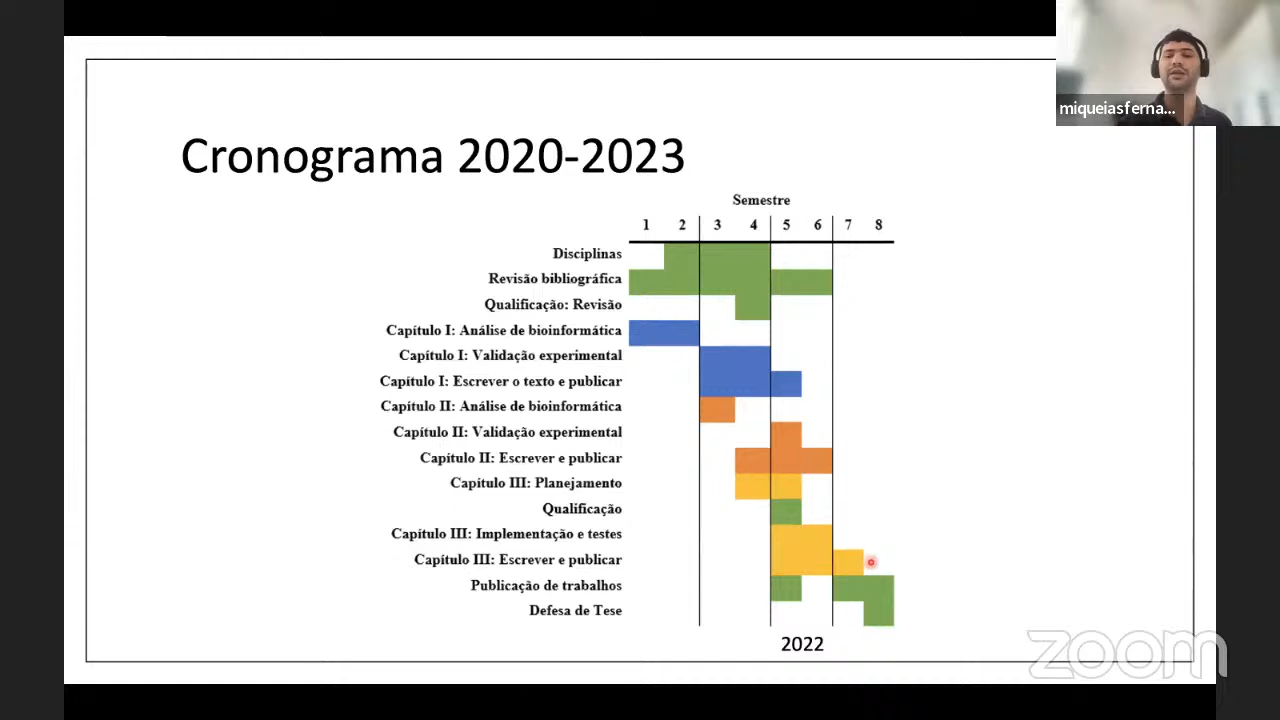 miqueiasferna...
Cronograma 2020-2023
Semestre
1 2 3 4 5 6 7 8
Disciplinas
Revisão bibliográfica
Qualificação: Revisão
Capítulo I: Análise de bioinformática
Capítulo I: Validação experimental
Capítulo I: Escrever o texto e publicar
Capítulo II: Análise de bioinformática
Capítulo II: Validação experimental
Capítulo II: Escrever e publicar
Capítulo III: Planejamento
Qualificação
Capítulo III: Implementação e testes
Capítulo III: Escrever e publicar
Publicação de trabalhos
Defesa de Tese
2022
zoom